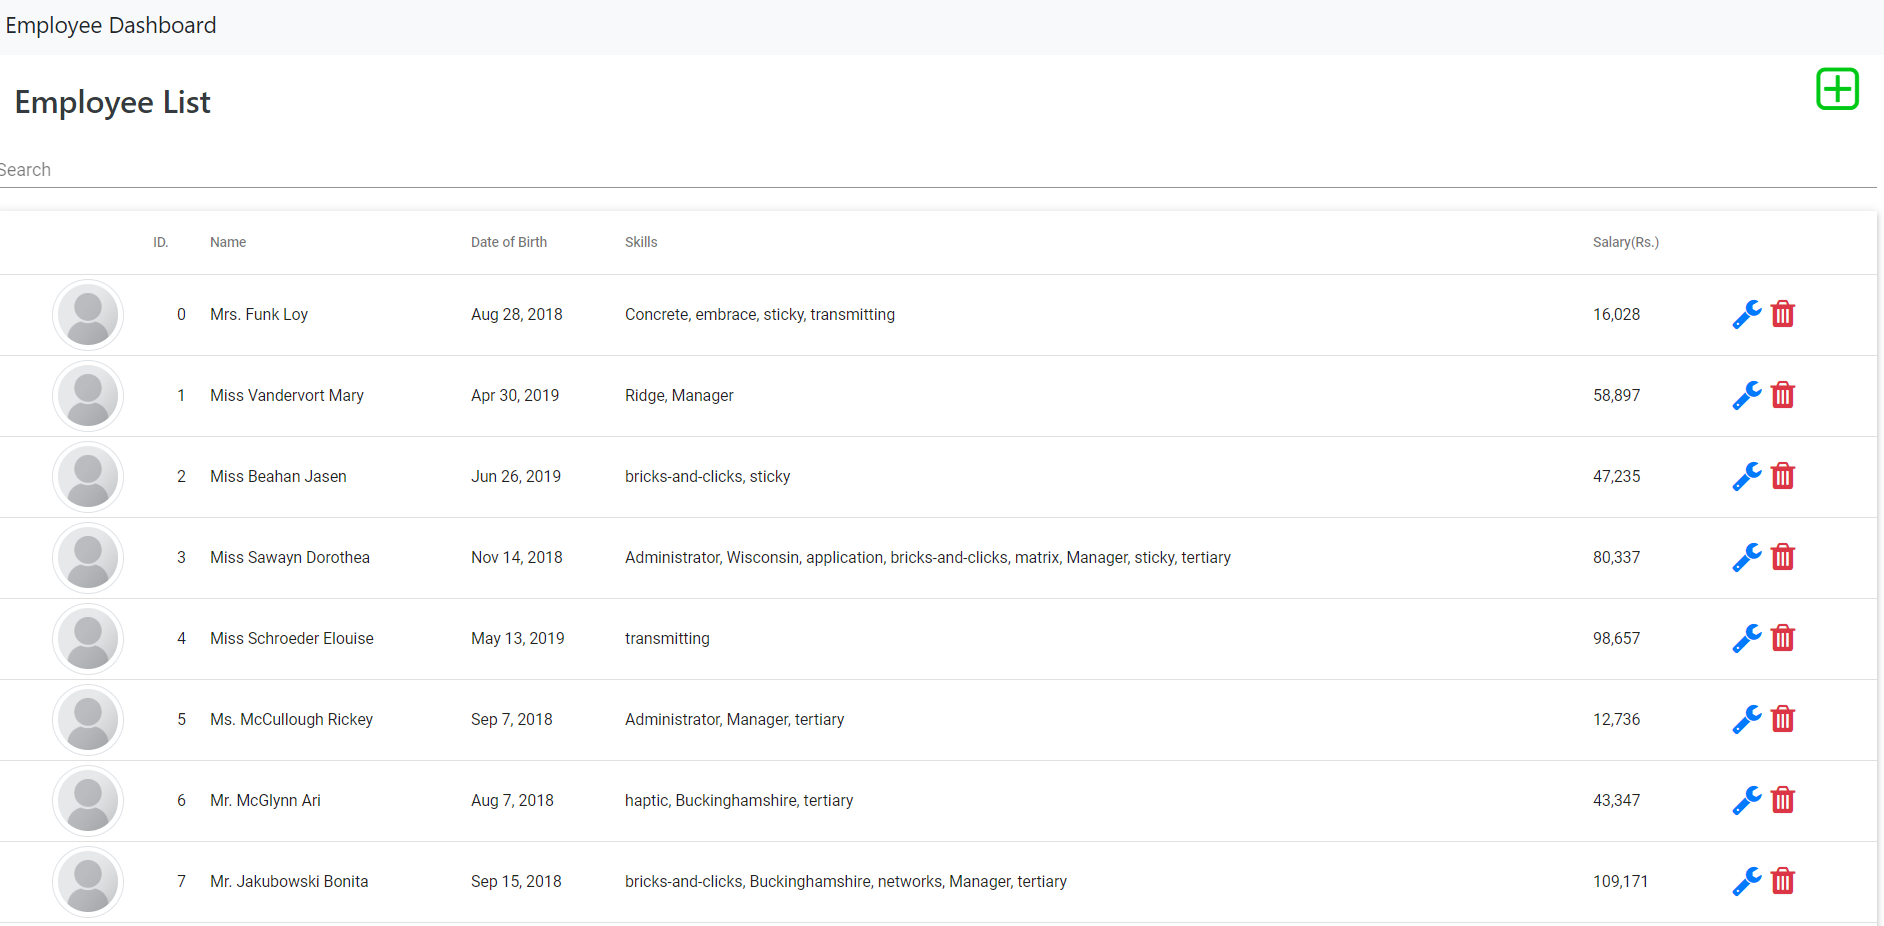 Employee Dashboard
Employee List
Search
ID. Name Date of Birth Skills Salary(Rs.)
0 Mrs. Funk Loy Aug 28, 2018 Concrete, embrace, sticky, transmitting 16,028
1 Miss Vandervort Mary Apr 30, 2019 Ridge, Manager 58,897
2 Miss Beahan Jasen Jun 26, 2019 bricks-and-clicks, sticky 47,235
3 Miss Sawayn Dorothea Nov 14, 2018 Administrator, Wisconsin, application, bricks-and-clicks, matrix, Manager, sticky, tertiary 80,337
4 Miss Schroeder Elouise May 13, 2019 transmitting 98,657
5 Ms. McCullough Rickey Sep 7, 2018 Administrator, Manager, tertiary 12,736
6 Mr. McGlynn Ari Aug 7, 2018 haptic, Buckinghamshire, tertiary 43,347
7 Mr. Jakubowski Bonita Sep 15, 2018 bricks-and-clicks, Buckinghamshire, networks, Manager, tertiary 109,171